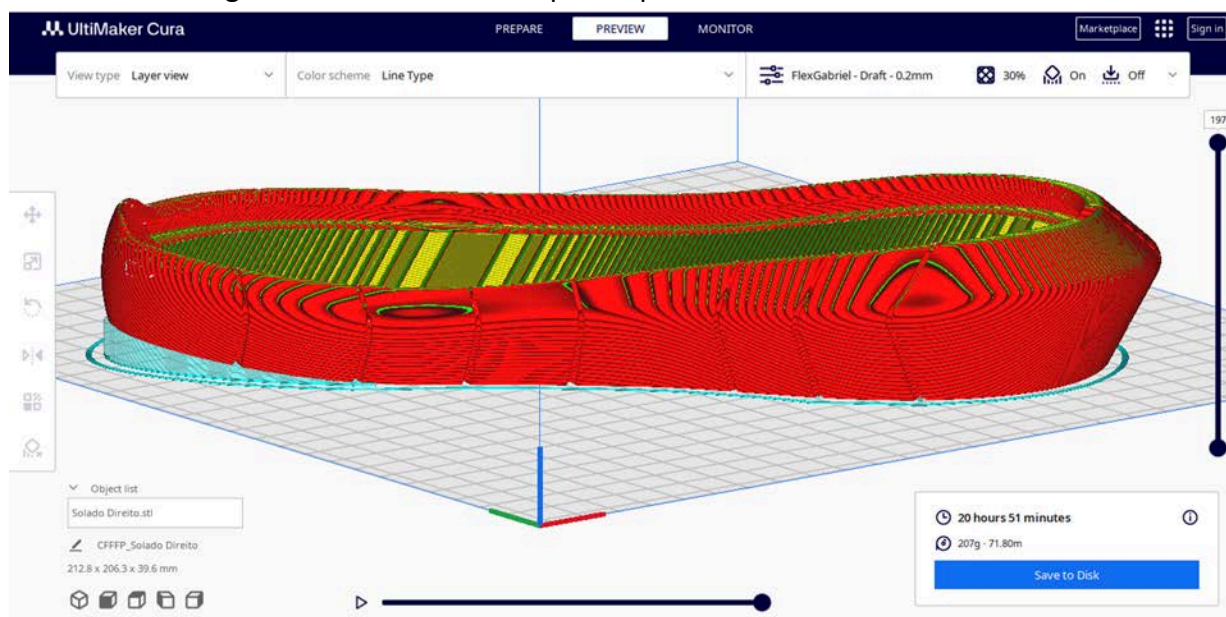 UltiMaker Cura
PREPARE
PREVIEW
MONITOR
Marketplace
Sign in
View type Layer view
Color scheme Line Type
FlexGabriel - Draft - 0.2mm
30%
On
Off
197
Object list
Solado Direito.stl
CFFFP_Solado Direito
212.8 x 206.3 x 39.6 mm
20 hours 51 minutes
207g · 71.80m
Save to Disk